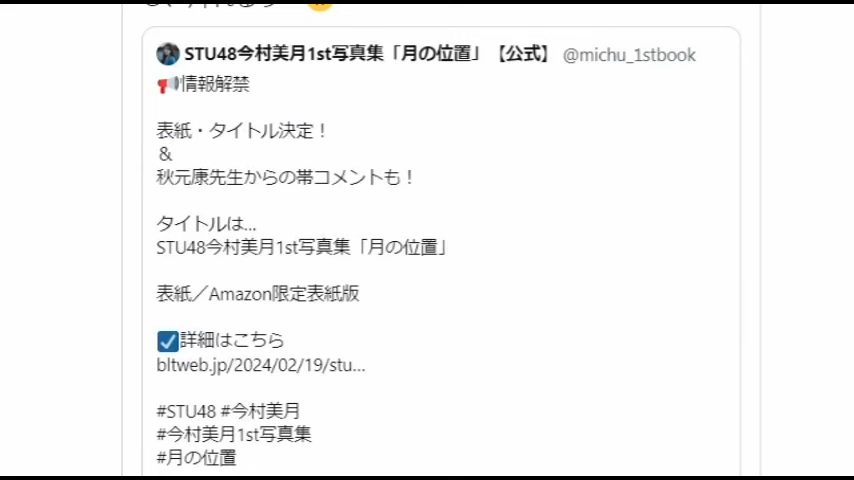 STU48今村美月1st写真集「月の位置」【公式】 @michu_1stbook
📢情報解禁
表紙・タイトル決定！
＆
秋元康先生からの帯コメントも！
タイトルは...
STU48今村美月1st写真集「月の位置」
表紙／Amazon限定表紙版
☑詳細はこちら
bltweb.jp/2024/02/19/stu...
#STU48 #今村美月
#今村美月1st写真集
#月の位置